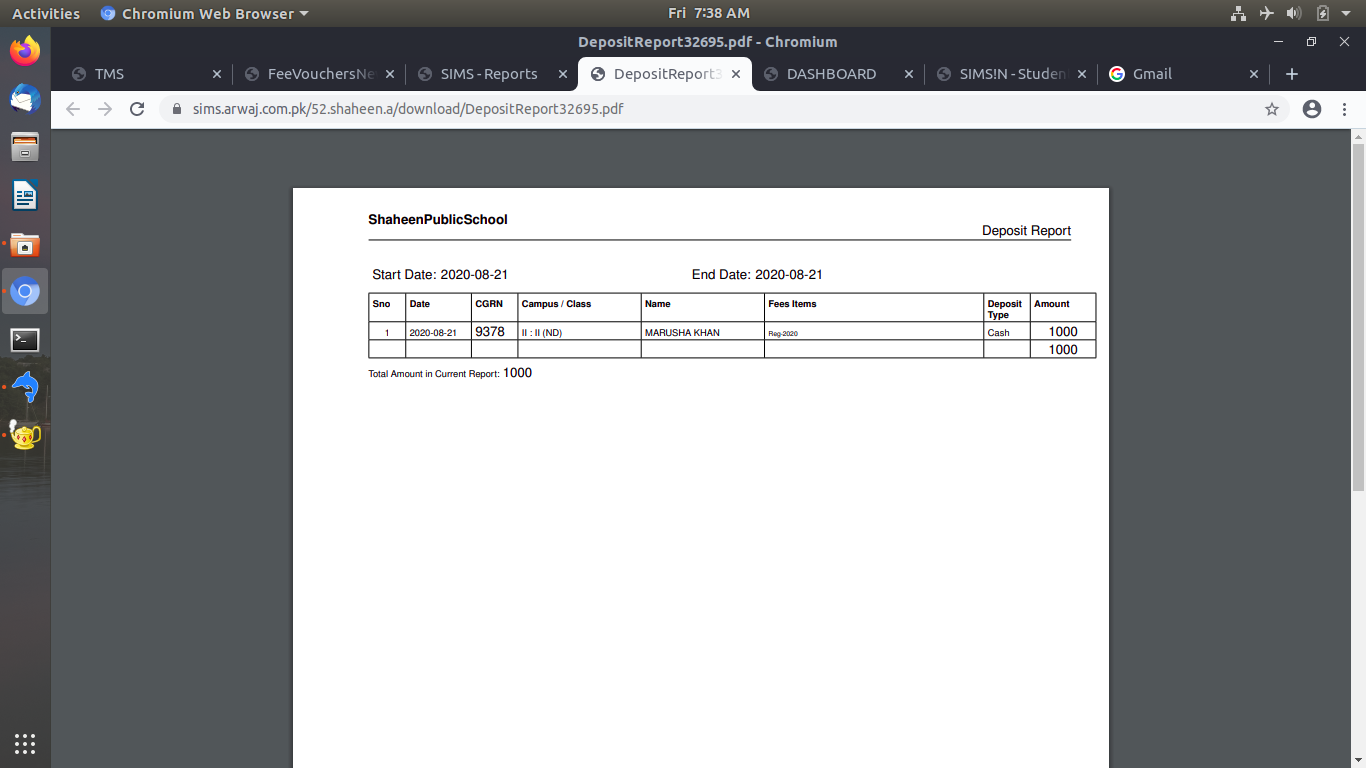 Activities Chromium Web Browser Fri 7:38 AM
DepositReport32695.pdf - Chromium
TMS FeeVouchersNe SIMS - Reports DepositReport3 DASHBOARD SIMS!N - Studen Gmail
sims.arwaj.com.pk/52.shaheen.a/download/DepositReport32695.pdf
ShaheenPublicSchool
Deposit Report
Start Date: 2020-08-21 End Date: 2020-08-21
Sno Date CGRN Campus / Class Name Fees Items Deposit Type Amount
1 2020-08-21 9378 II : II (ND) MARUSHA KHAN Reg-2020 Cash 1000
1000
Total Amount in Current Report: 1000